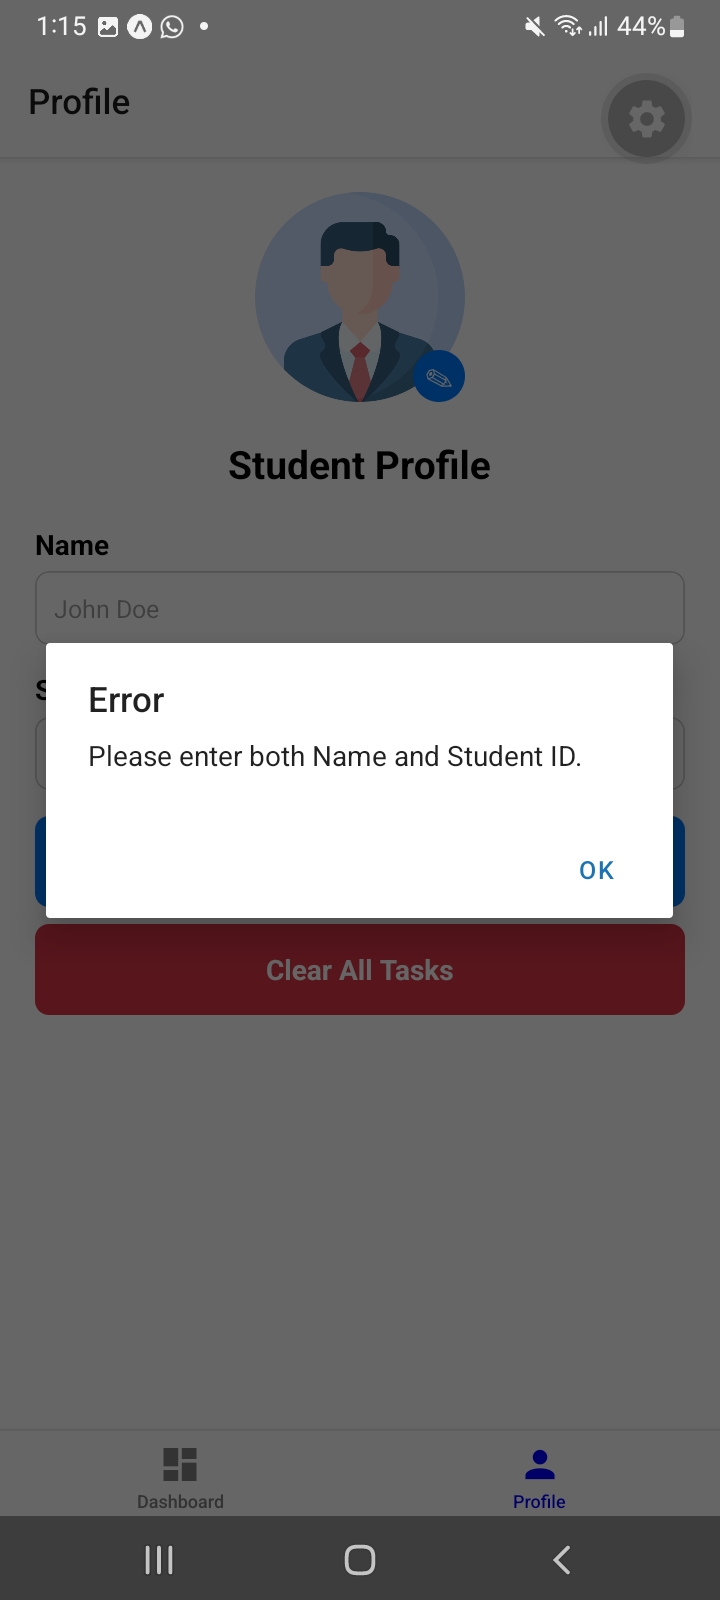 1:15
44%
Profile
Student Profile
Name
John Doe
S
Error
Please enter both Name and Student ID.
OK
Clear All Tasks
Dashboard
Profile